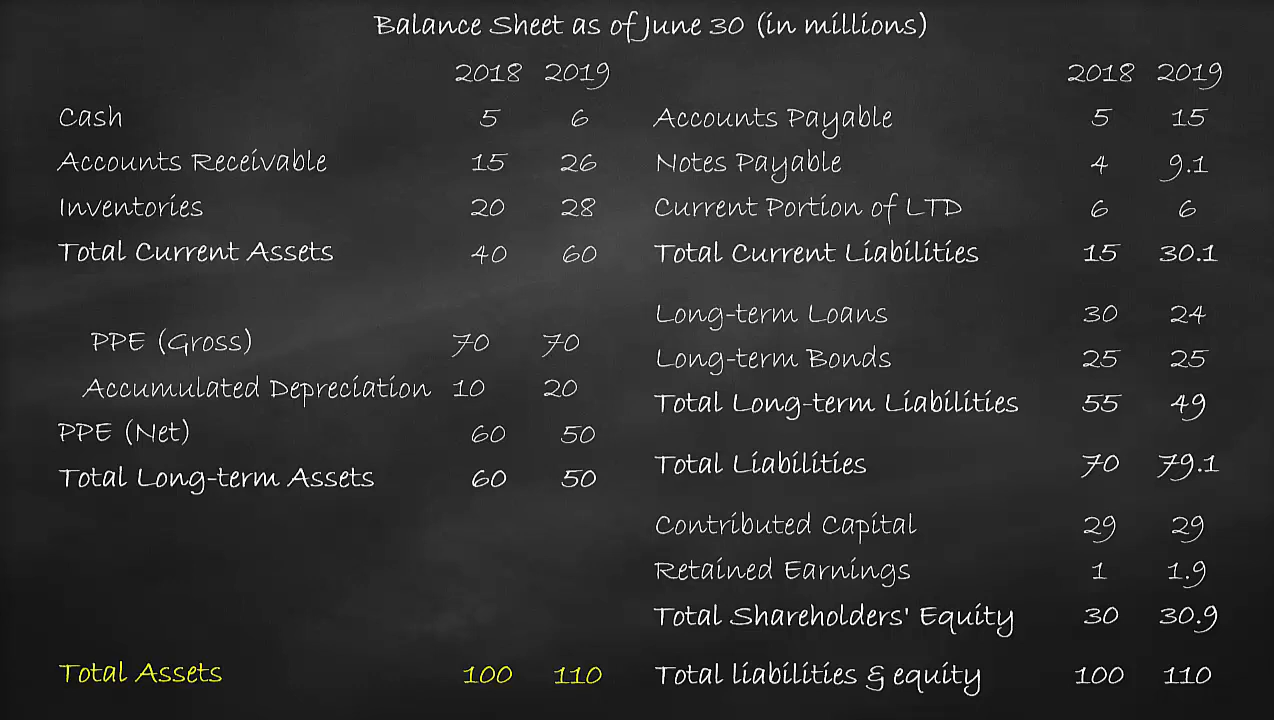 Balance Sheet as of June 30 (in millions)
2018 2019
Cash 5 6
Accounts Receivable 15 26
Inventories 20 28
Total Current Assets 40 60
PPE (Gross) 70 70
Accumulated Depreciation 10 20
PPE (Net) 60 50
Total Long-term Assets 60 50
Total Assets 100 110
2018 2019
Accounts Payable 5 15
Notes Payable 4 9.1
Current Portion of LTD 6 6
Total Current Liabilities 15 30.1
Long-term Loans 30 24
Long-term Bonds 25 25
Total Long-term Liabilities 55 49
Total Liabilities 70 79.1
Contributed Capital 29 29
Retained Earnings 1 1.9
Total Shareholders' Equity 30 30.9
Total liabilities & equity 100 110